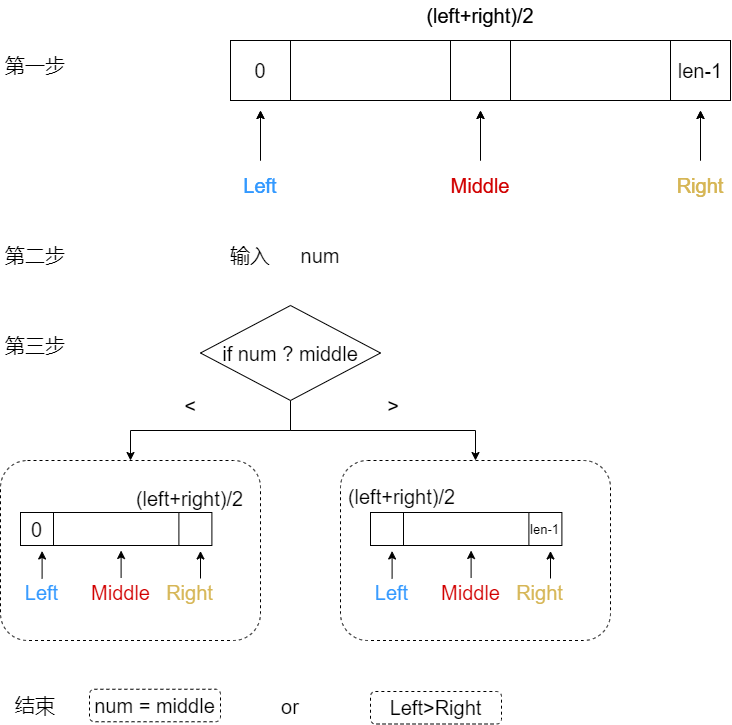 (left+right)/2
第一步
0
len-1
Left
Middle
Right
第二步 输入 num
第三步
if num ? middle
< >
(left+right)/2
0
Left Middle Right
(left+right)/2
len-1
Left Middle Right
结束 num = middle or Left>Right